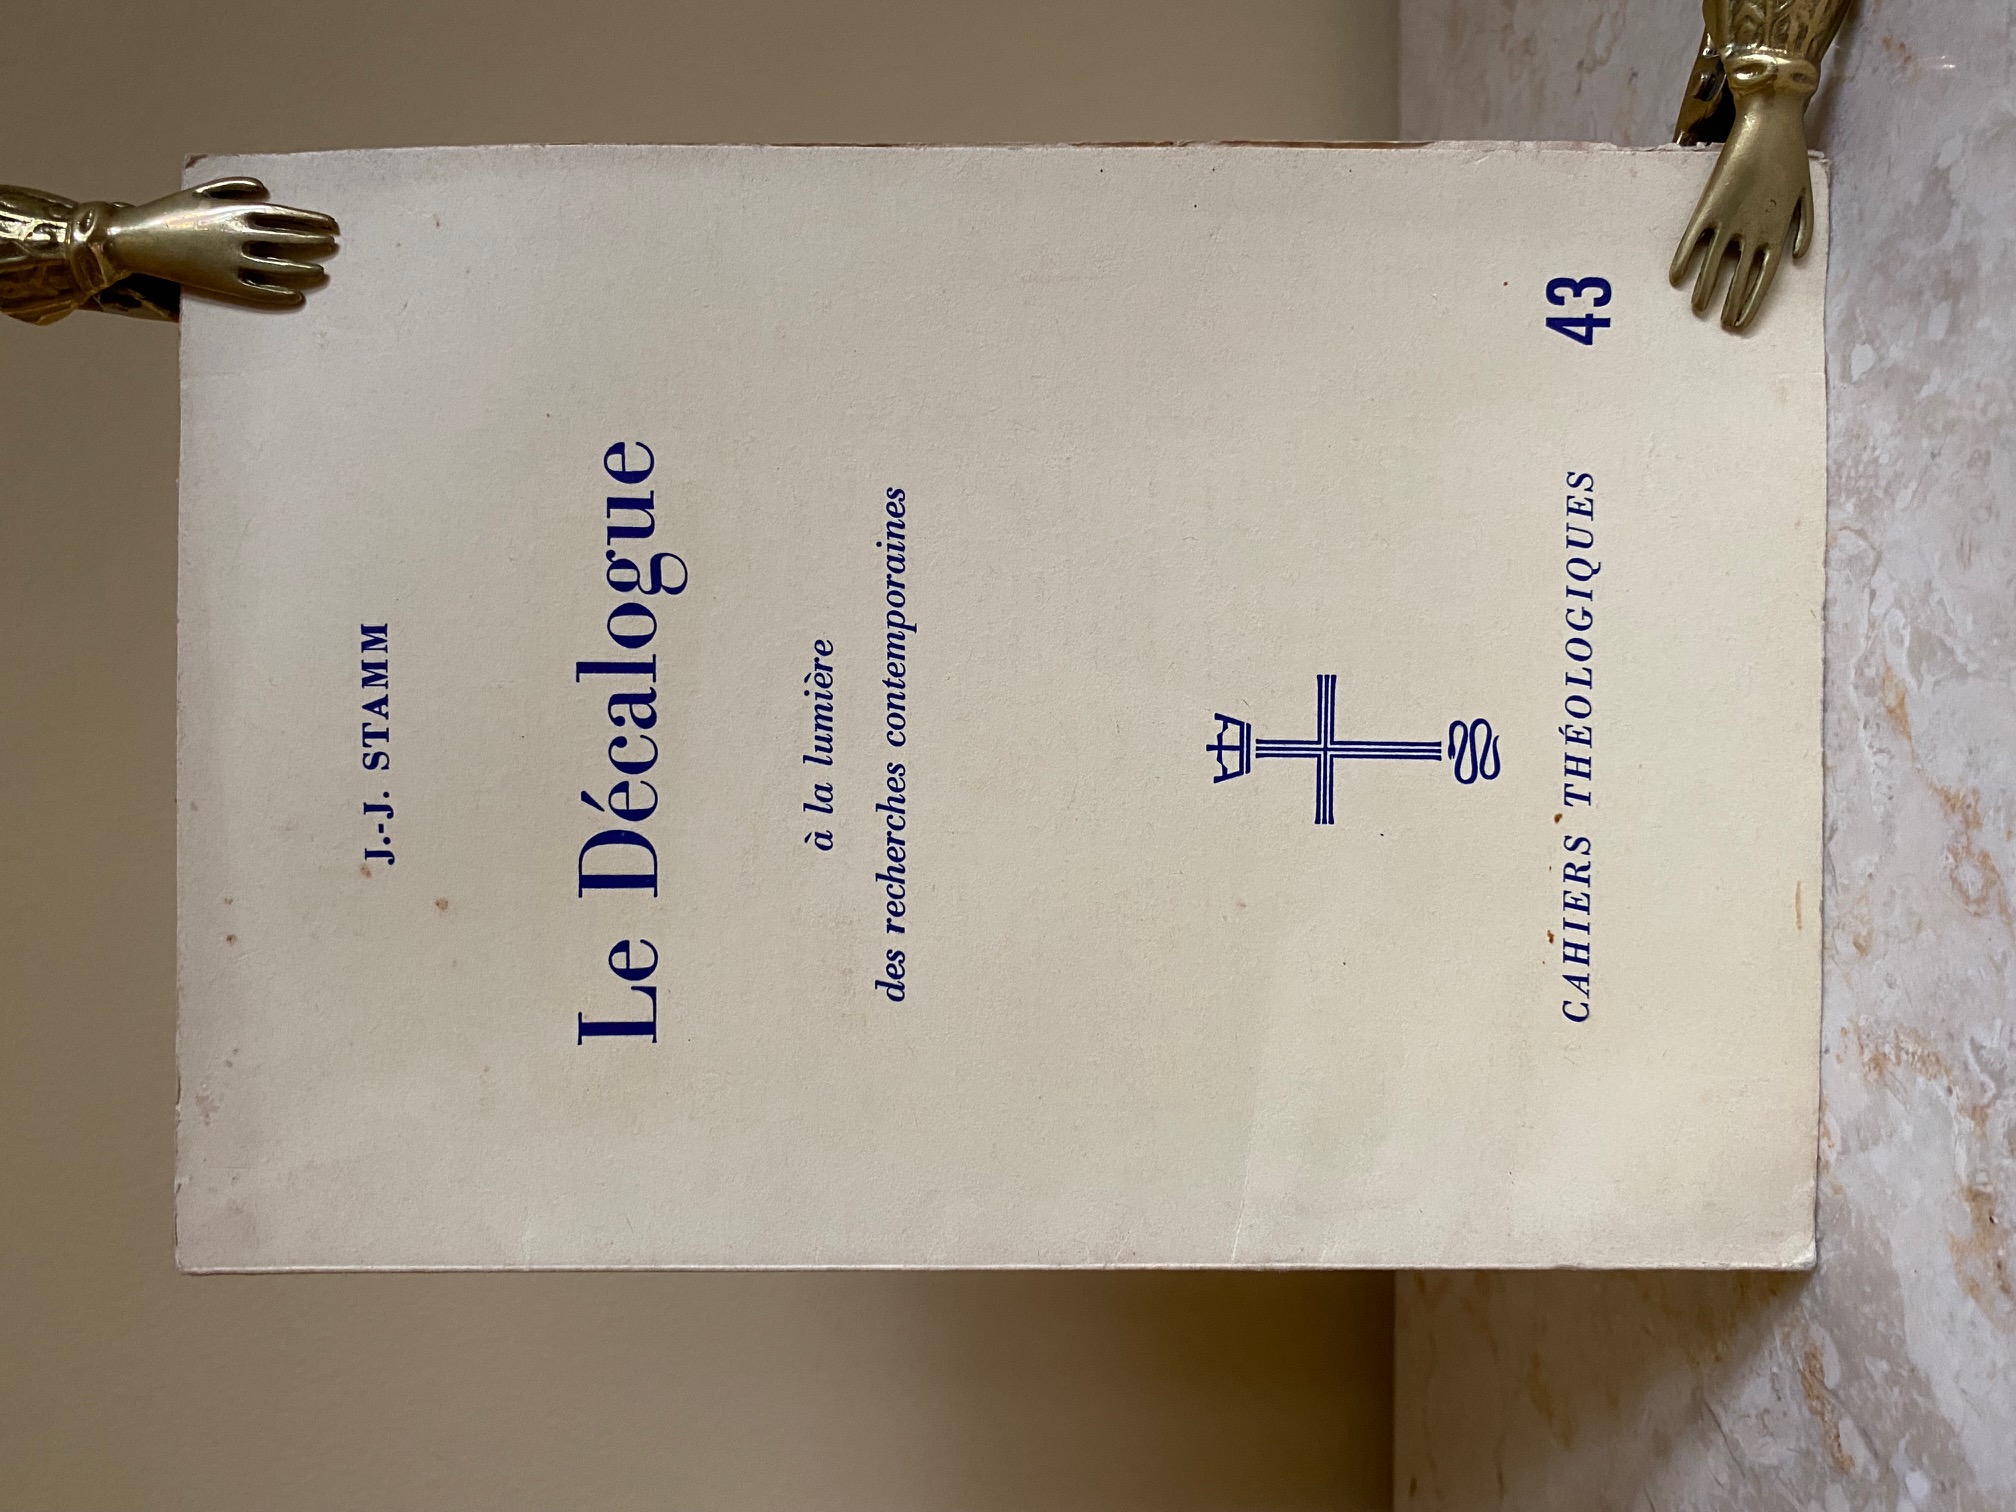 J.-J. STAMM
Le Décalogue
à la lumière
des recherches contemporaines
CAHIERS THÉOLOGIQUES 43